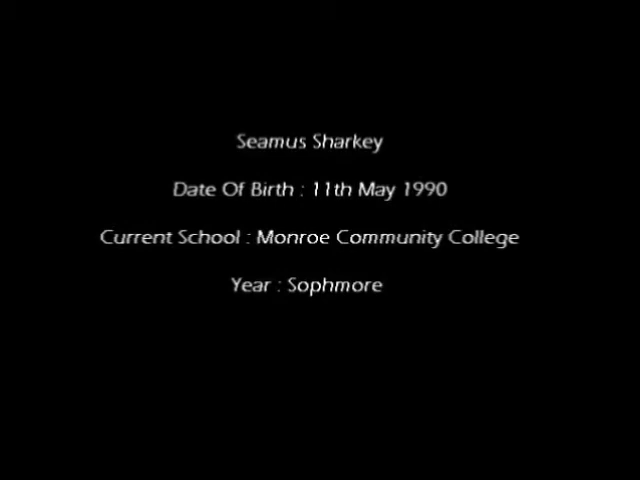 Seamus Sharkey
Date Of Birth : 11th May 1990
Current School : Monroe Community College
Year : Sophmore